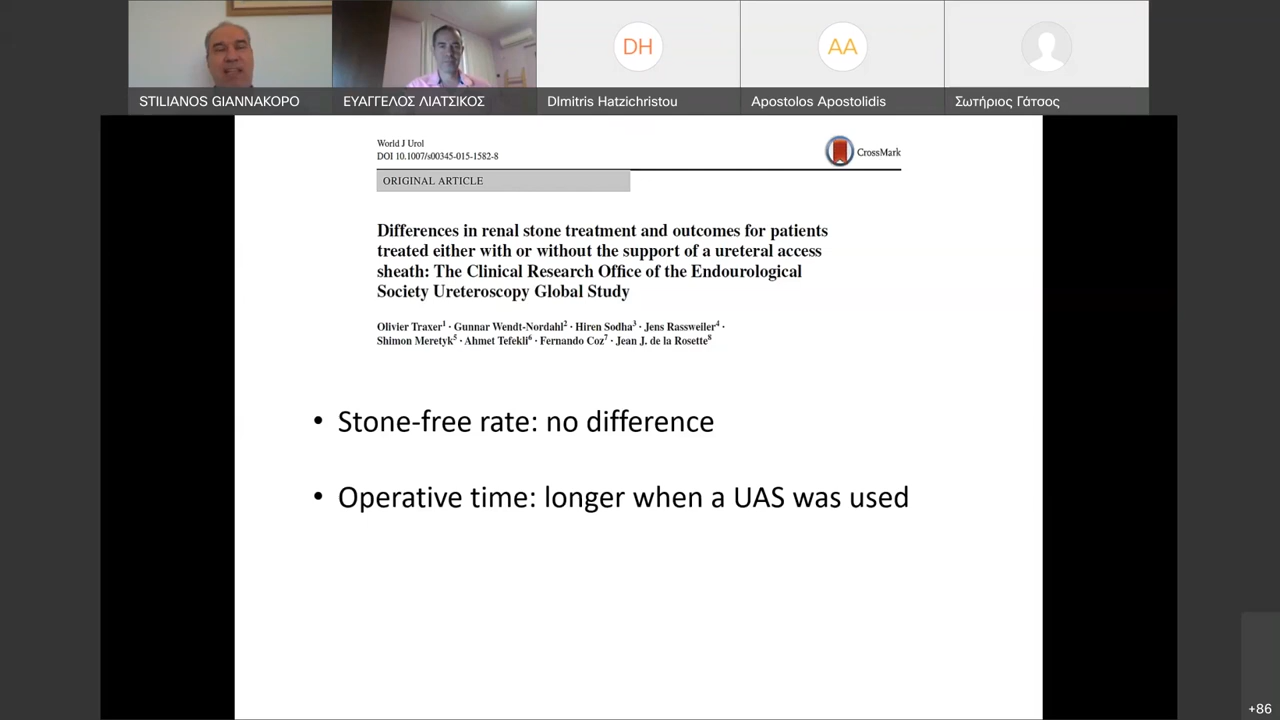 DH
AA
STILIANOS GIANNAKOPO
ΕΥΑΓΓΕΛΟΣ ΛΙΑΤΣΙΚΟΣ
DImitris Hatzichristou
Apostolos Apostolidis
Σωτήριος Γάτσος
World J Urol
DOI 10.1007/s00345-015-1582-8
CrossMark
ORIGINAL ARTICLE
Differences in renal stone treatment and outcomes for patients
treated either with or without the support of a ureteral access
sheath: The Clinical Research Office of the Endourological
Society Ureteroscopy Global Study
Olivier Traxer¹ · Gunnar Wendt-Nordahl² · Hiren Sodha³ · Jens Rassweiler⁴ ·
Shimon Meretyk⁵ · Ahmet Tefekli⁶ · Fernando Coz⁷ · Jean J. de la Rosette⁸
• Stone-free rate: no difference
• Operative time: longer when a UAS was used
+86